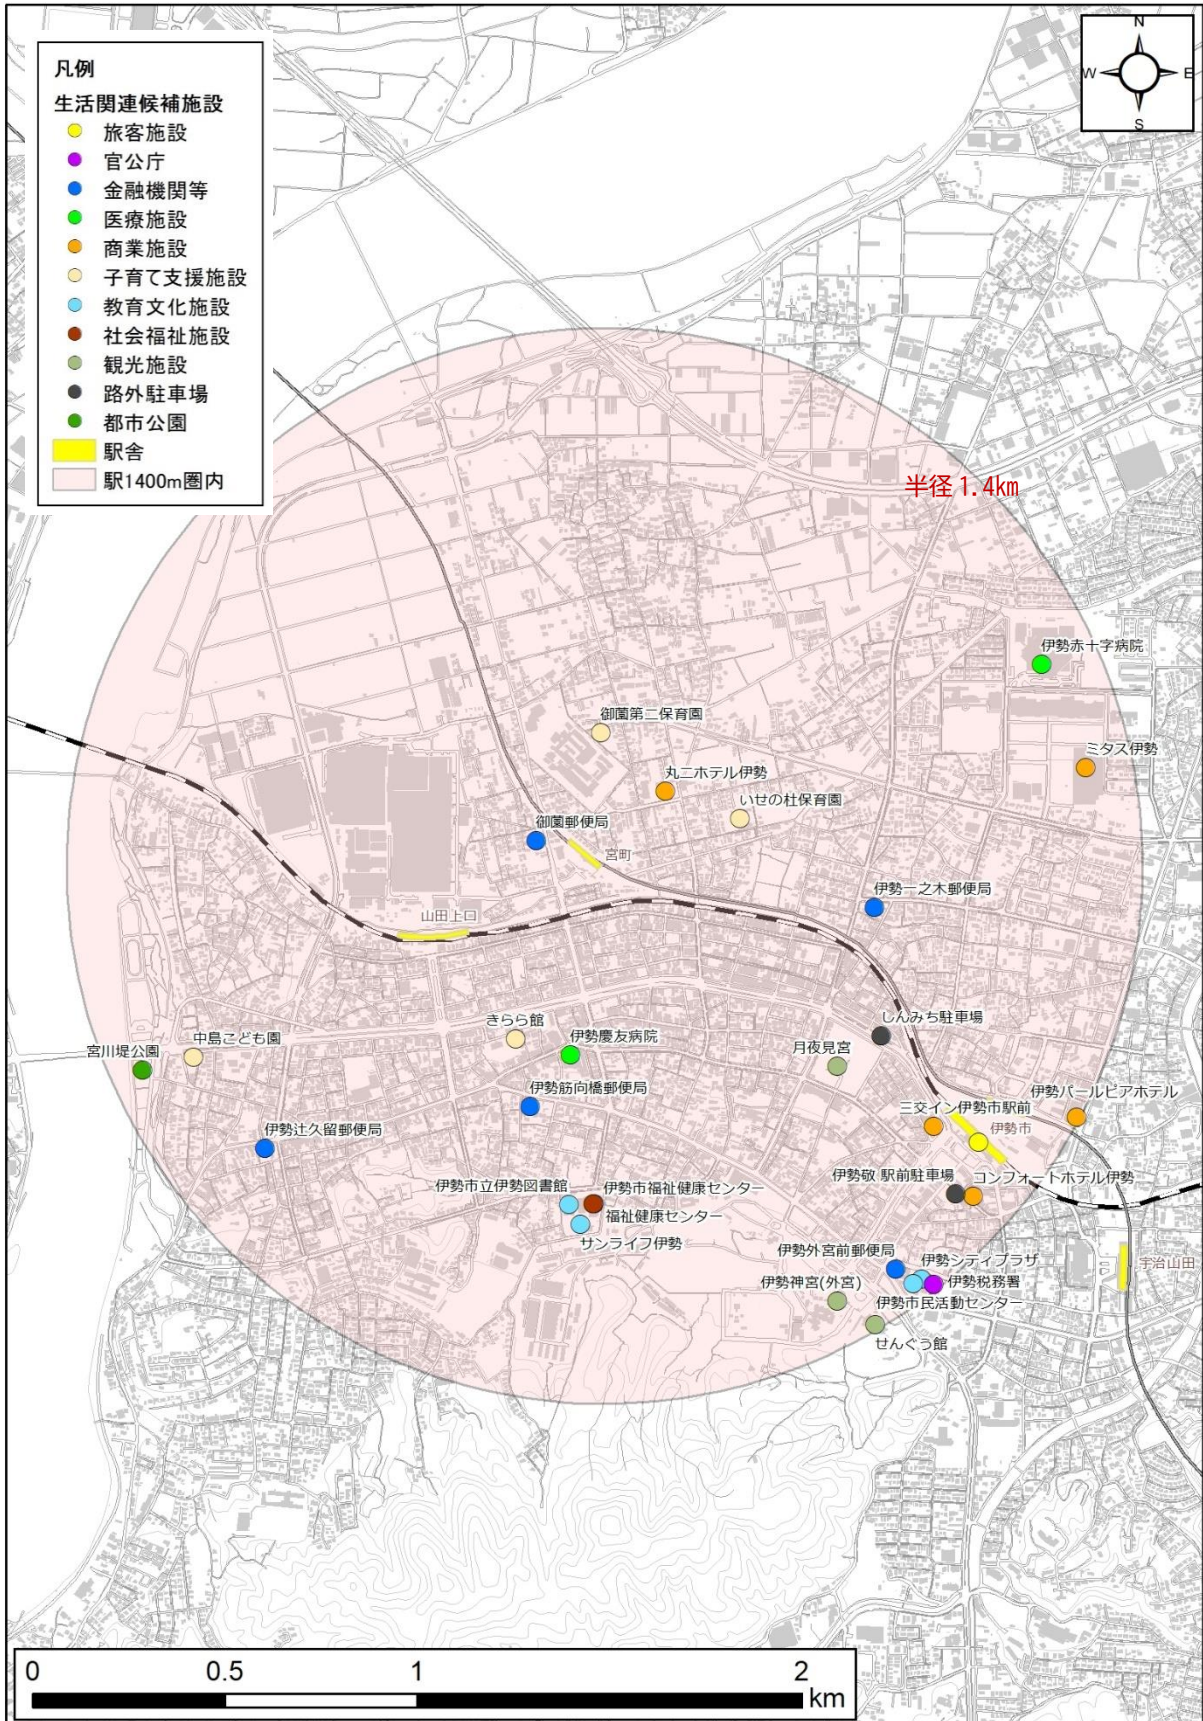 凡例
生活関連候補施設
旅客施設
官公庁
金融機関等
医療施設
商業施設
子育て支援施設
教育文化施設
社会福祉施設
観光施設
路外駐車場
都市公園
駅舎
駅1400m圏内
N
W
E
S
半径1.4km
伊勢赤十字病院
御薗第二保育園
ミタス伊勢
丸二ホテル伊勢
いせの杜保育園
御薗郵便局
宮町
伊勢一之木郵便局
山田上口
きらら館
しんみち駐車場
伊勢慶友病院
中島こども園
宮川堤公園
月夜見宮
伊勢筋向橋郵便局
伊勢パールピアホテル
三交イン伊勢市駅前
伊勢市
伊勢辻久留郵便局
伊勢市立伊勢図書館
伊勢市福祉健康センター
伊勢敬 駅前駐車場
コンフォートホテル伊勢
福祉健康センター
サンライフ伊勢
伊勢外宮前郵便局
伊勢シティプラザ
宇治山田
伊勢神宮(外宮)
伊勢税務署
伊勢市民活動センター
せんぐう館
0
0.5
1
2
km